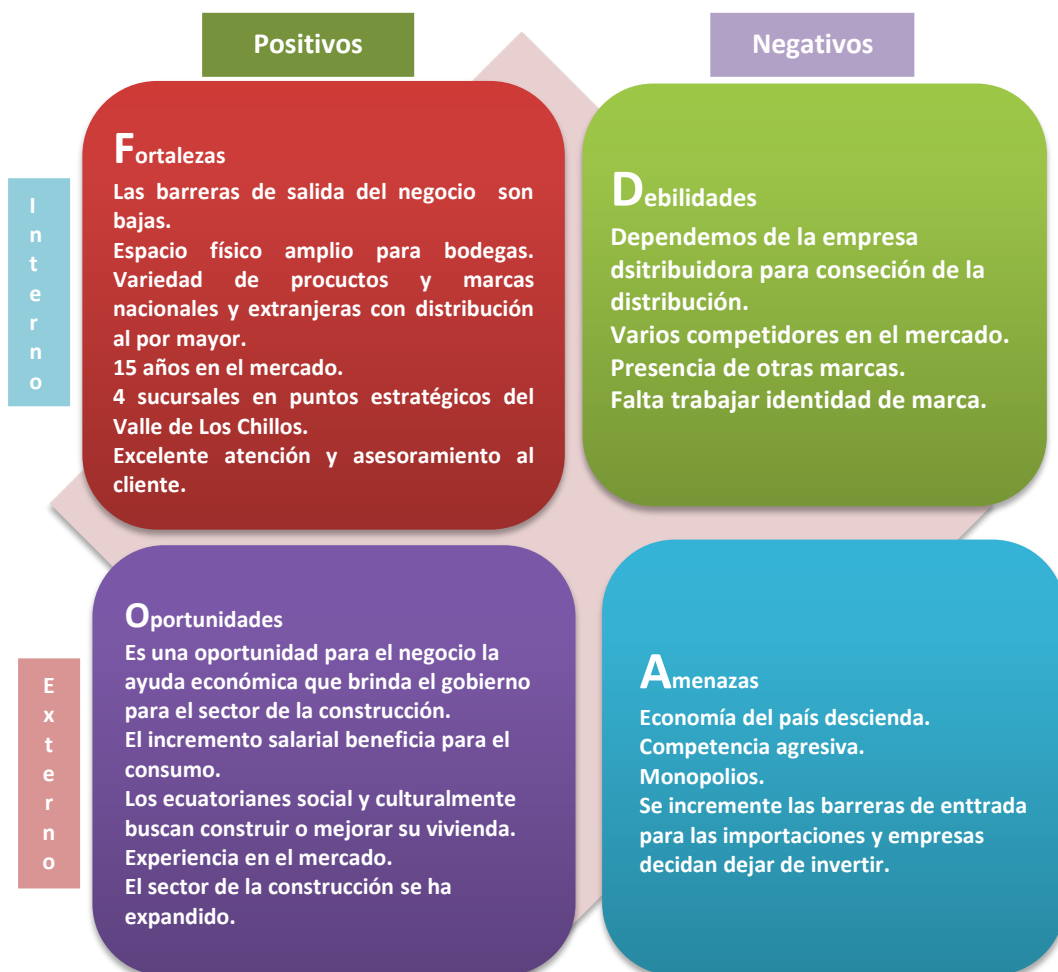 Positivos
Negativos
Interno
Fortalezas
Las barreras de salida del negocio son
bajas.
Espacio físico amplio para bodegas.
Variedad de procuctos y marcas
nacionales y extranjeras con distribución
al por mayor.
15 años en el mercado.
4 sucursales en puntos estratégicos del
Valle de Los Chillos.
Excelente atención y asesoramiento al
cliente.
Debilidades
Dependemos de la empresa
dsitribuidora para conseción de la
distribución.
Varios competidores en el mercado.
Presencia de otras marcas.
Falta trabajar identidad de marca.
Externo
Oportunidades
Es una oportunidad para el negocio la
ayuda económica que brinda el gobierno
para el sector de la construcción.
El incremento salarial beneficia para el
consumo.
Los ecuatorianes social y culturalmente
buscan construir o mejorar su vivienda.
Experiencia en el mercado.
El sector de la construcción se ha
expandido.
Amenazas
Economía del país descienda.
Competencia agresiva.
Monopolios.
Se incremente las barreras de enttrada
para las importaciones y empresas
decidan dejar de invertir.